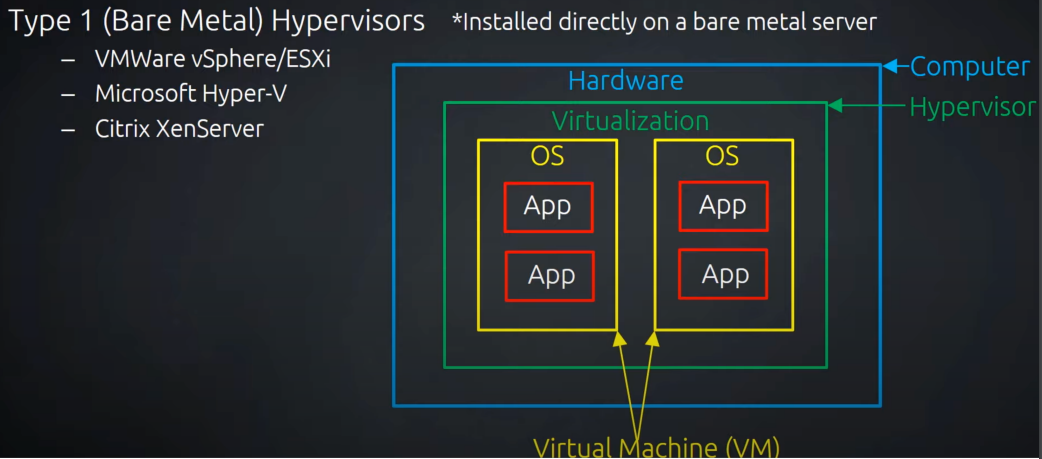 Type 1 (Bare Metal) Hypervisors *Installed directly on a bare metal server
– VMWare vSphere/ESXi
– Microsoft Hyper-V
– Citrix XenServer
Computer
Hardware
Hypervisor
Virtualization
OS OS
App App
App App
Virtual Machine (VM)